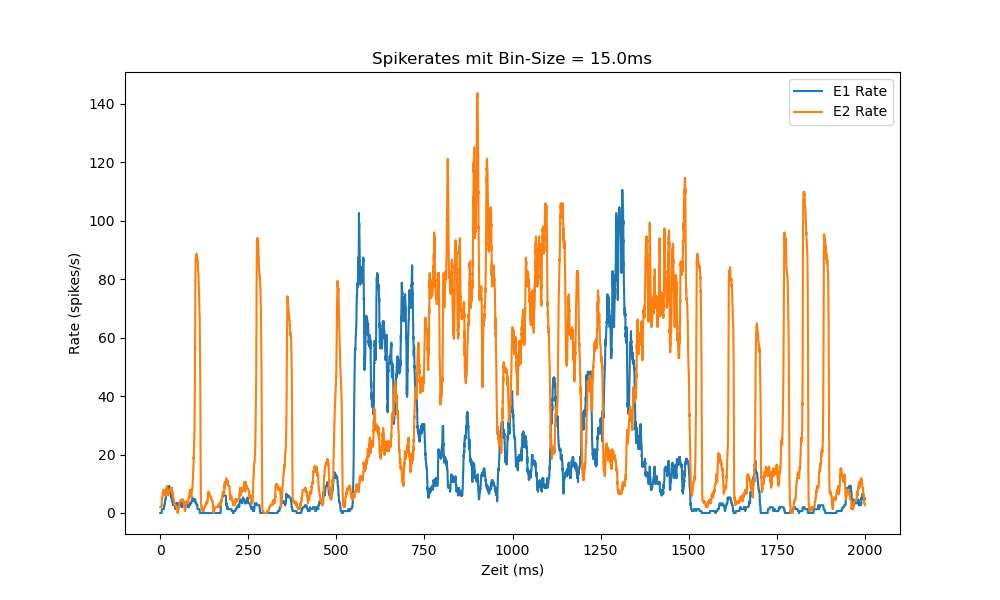 Spikerates mit Bin-Size = 15.0ms
E1 Rate
E2 Rate
140
120
100
80
60
40
20
0
Rate (spikes/s)
0 250 500 750 1000 1250 1500 1750 2000
Zeit (ms)